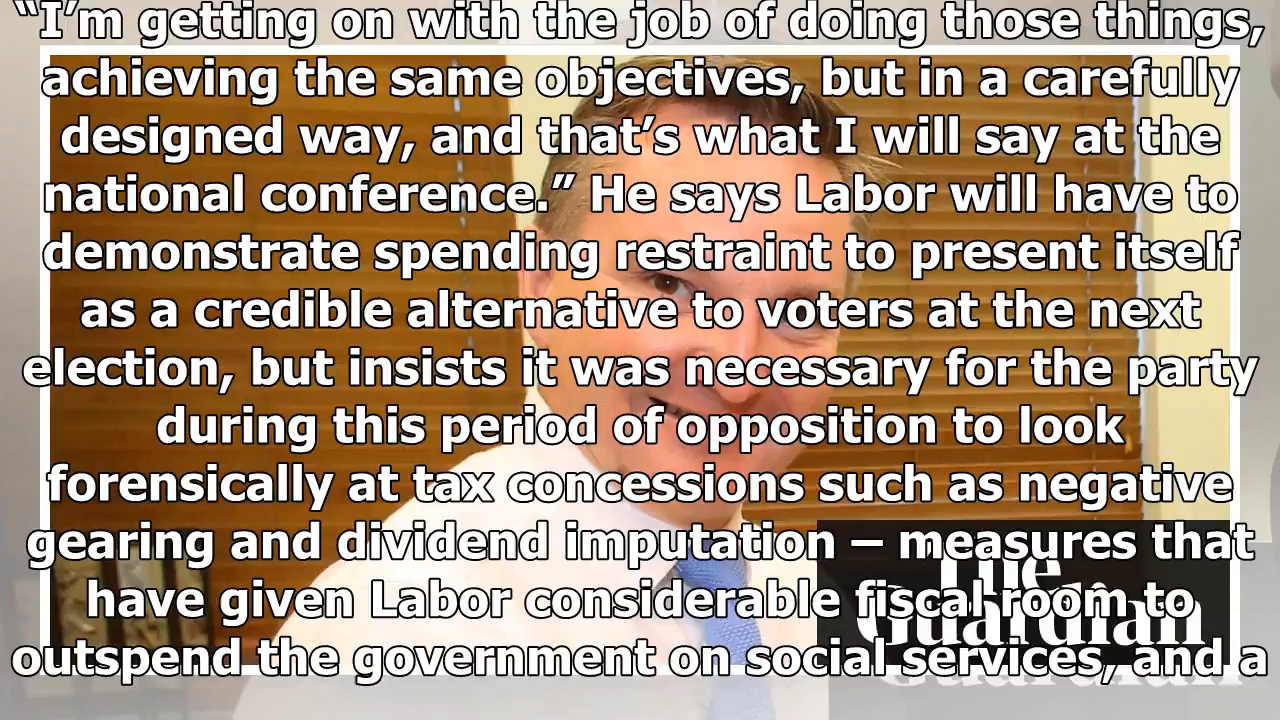 “I’m getting on with the job of doing those things,
achieving the same objectives, but in a carefully
designed way, and that’s what I will say at the
national conference.” He says Labor will have to
demonstrate spending restraint to present itself
as a credible alternative to voters at the next
election, but insists it was necessary for the party
during this period of opposition to look
forensically at tax concessions such as negative
gearing and dividend imputation – measures that
have given Labor considerable fiscal room to
outspend the government on social services, and a
The
Guardian